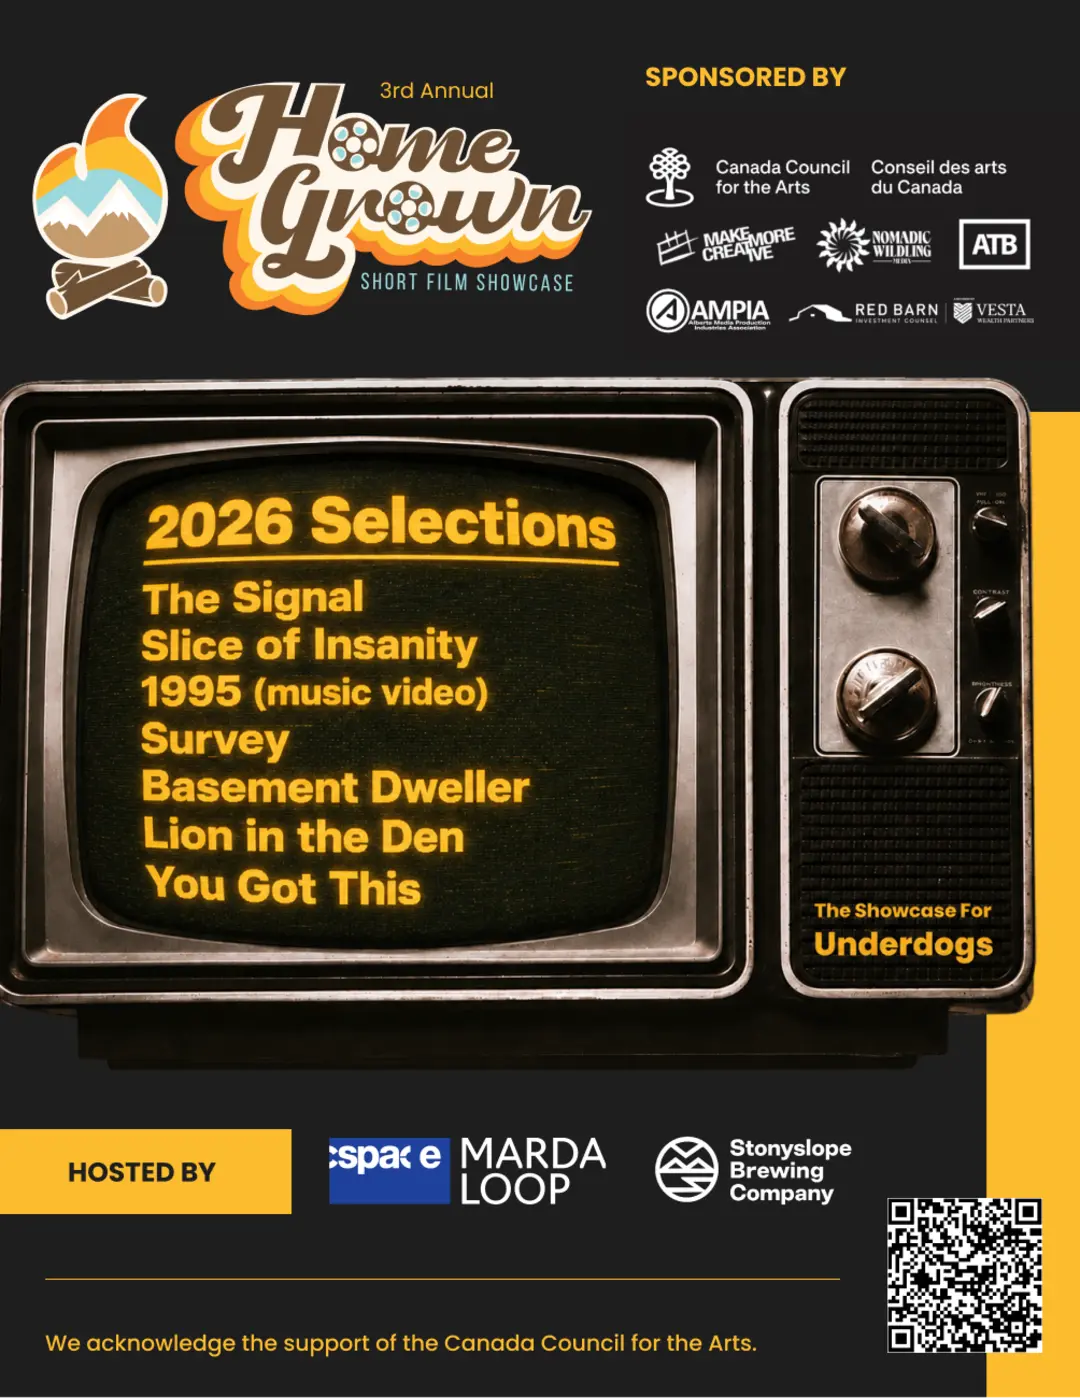 3rd Annual
Home
Grown
SHORT FILM SHOWCASE
SPONSORED BY
Canada Council
for the Arts
Conseil des arts
du Canada
MAKE MORE
CREATIVE
NOMADIC
WILDLING
MEDIA
ATB
AMPIA
Alberta Media Production
Industries Association
RED BARN
INVESTMENT COUNSEL
VESTA
WEALTH PARTNERS
2026 Selections
The Signal
Slice of Insanity
1995 (music video)
Survey
Basement Dweller
Lion in the Den
You Got This
PULL-ON
CONTRAST
BRIGHTNESS
The Showcase For
Underdogs
HOSTED BY
cspace
MARDA
LOOP
Stonyslope
Brewing
Company
We acknowledge the support of the Canada Council for the Arts.